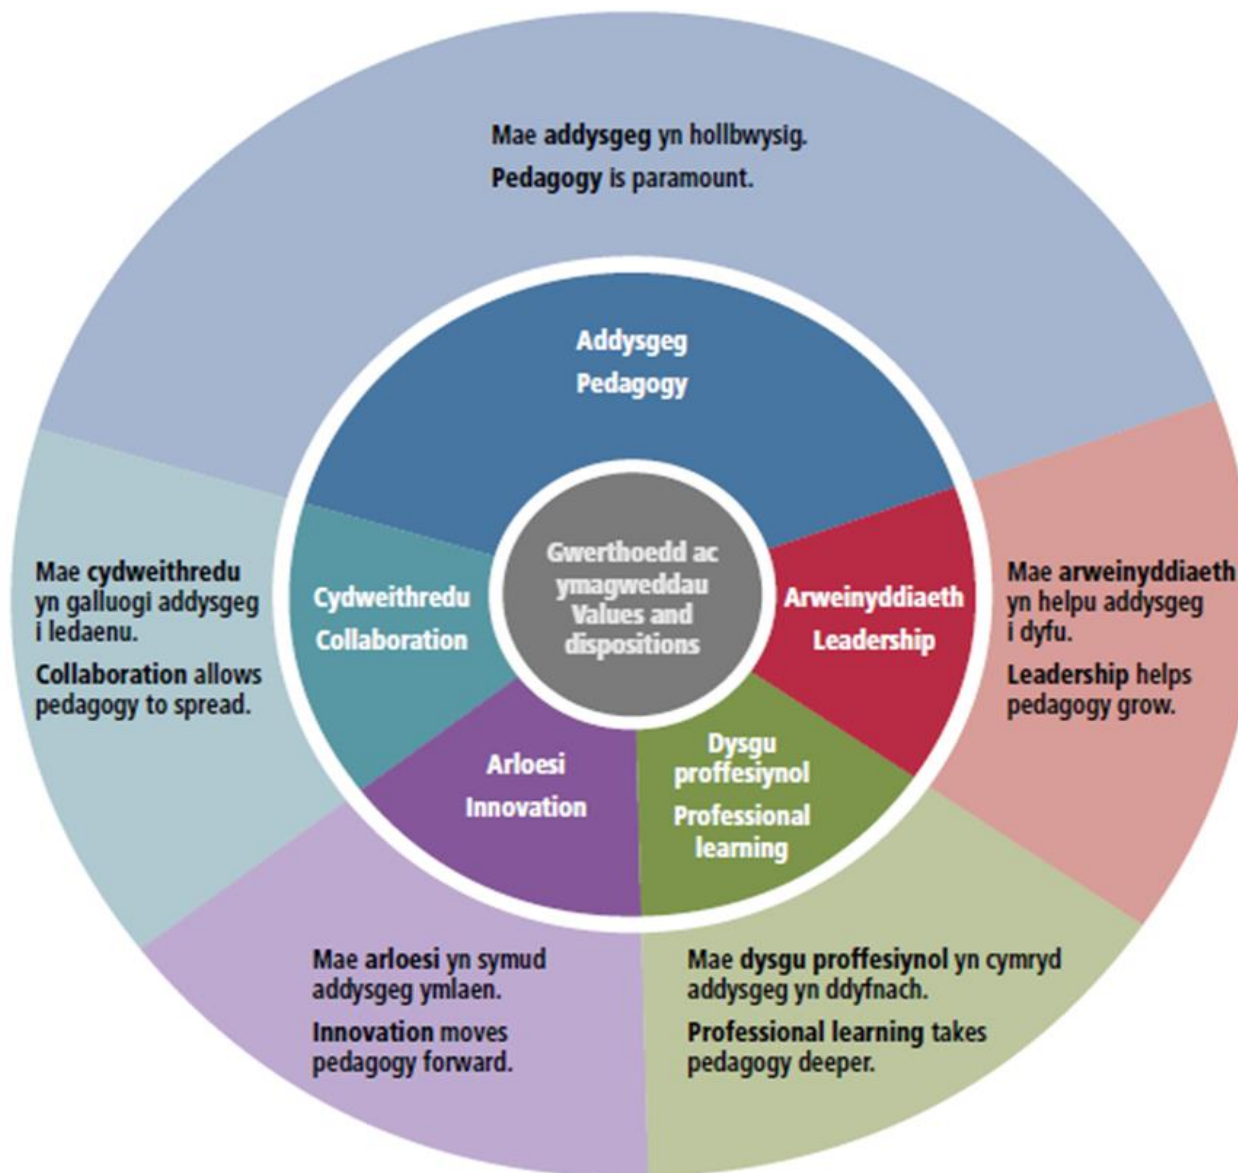 Mae addysgeg yn hollbwysig.
Pedagogy is paramount.
Addysgeg
Pedagogy
Gwerthoedd ac
ymagweddau
Values and
dispositions
Cydweithredu
Collaboration
Arweinyddiaeth
Leadership
Arloesi
Innovation
Dysgu
proffesiynol
Professional
learning
Mae cydweithredu
yn galluogi addysgeg
i ledaenu.
Collaboration allows
pedagogy to spread.
Mae arweinyddiaeth
yn helpu addysgeg
i dyfu.
Leadership helps
pedagogy grow.
Mae arloesi yn symud
addysgeg ymlaen.
Innovation moves
pedagogy forward.
Mae dysgu proffesiynol yn cymryd
addysgeg yn ddyfnach.
Professional learning takes
pedagogy deeper.